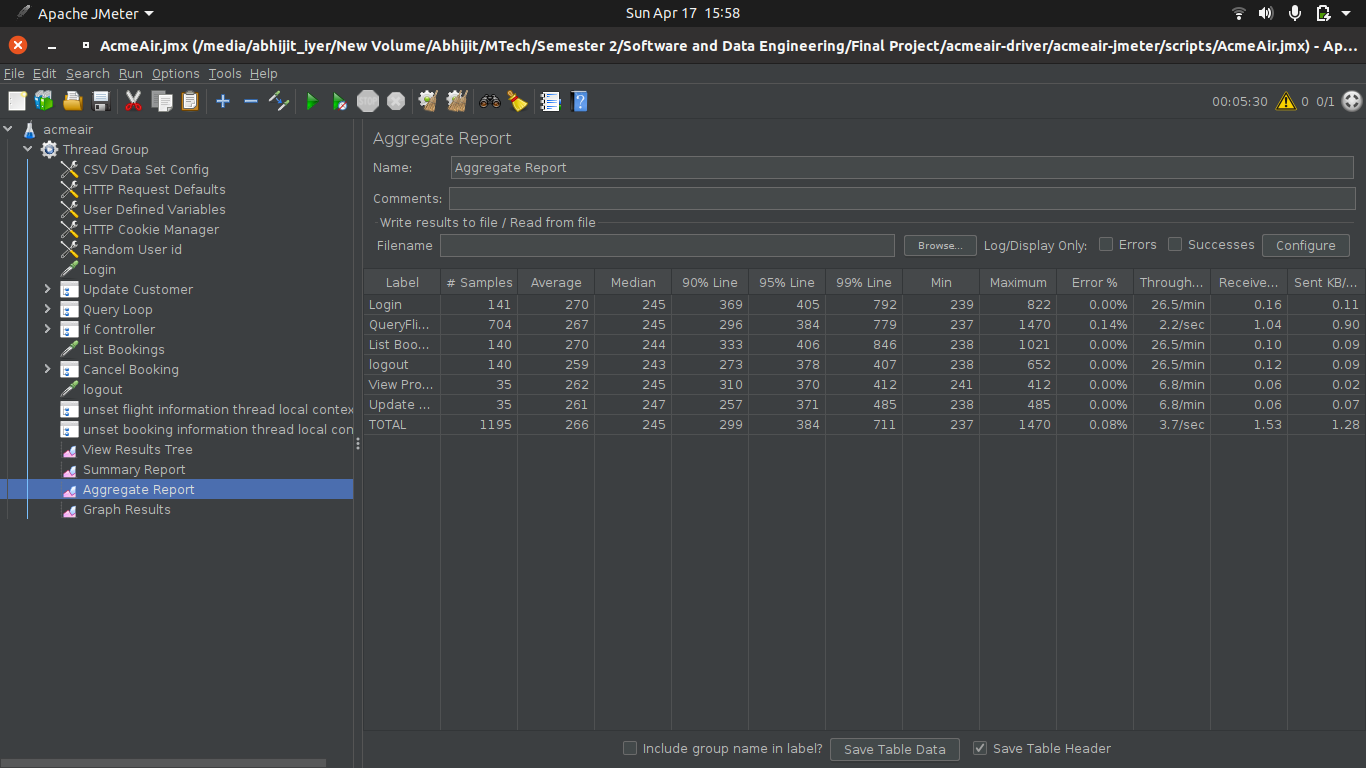 Apache JMeter
Sun Apr 17 15:58
AcmeAir.jmx (/media/abhijit_iyer/New Volume/Abhijit/MTech/Semester 2/Software and Data Engineering/Final Project/acmeair-driver/acmeair-jmeter/scripts/AcmeAir.jmx) - Ap...
File Edit Search Run Options Tools Help
00:05:30 0 0/1
acmeair
Thread Group
CSV Data Set Config
HTTP Request Defaults
User Defined Variables
HTTP Cookie Manager
Random User id
Login
Update Customer
Query Loop
If Controller
List Bookings
Cancel Booking
logout
unset flight information thread local contex
unset booking information thread local con
View Results Tree
Summary Report
Aggregate Report
Graph Results
Aggregate Report
Name: Aggregate Report
Comments:
Write results to file / Read from file
Filename Browse... Log/Display Only: Errors Successes Configure
Label # Samples Average Median 90% Line 95% Line 99% Line Min Maximum Error % Through... Receive... Sent KB/...
Login 141 270 245 369 405 792 239 822 0.00% 26.5/min 0.16 0.11
QueryFli... 704 267 245 296 384 779 237 1470 0.14% 2.2/sec 1.04 0.90
List Boo... 140 270 244 333 406 846 238 1021 0.00% 26.5/min 0.10 0.09
logout 140 259 243 273 378 407 238 652 0.00% 26.5/min 0.12 0.09
View Pro... 35 262 245 310 370 412 241 412 0.00% 6.8/min 0.06 0.02
Update ... 35 261 247 257 371 485 238 485 0.00% 6.8/min 0.06 0.07
TOTAL 1195 266 245 299 384 711 237 1470 0.08% 3.7/sec 1.53 1.28
Include group name in label? Save Table Data Save Table Header